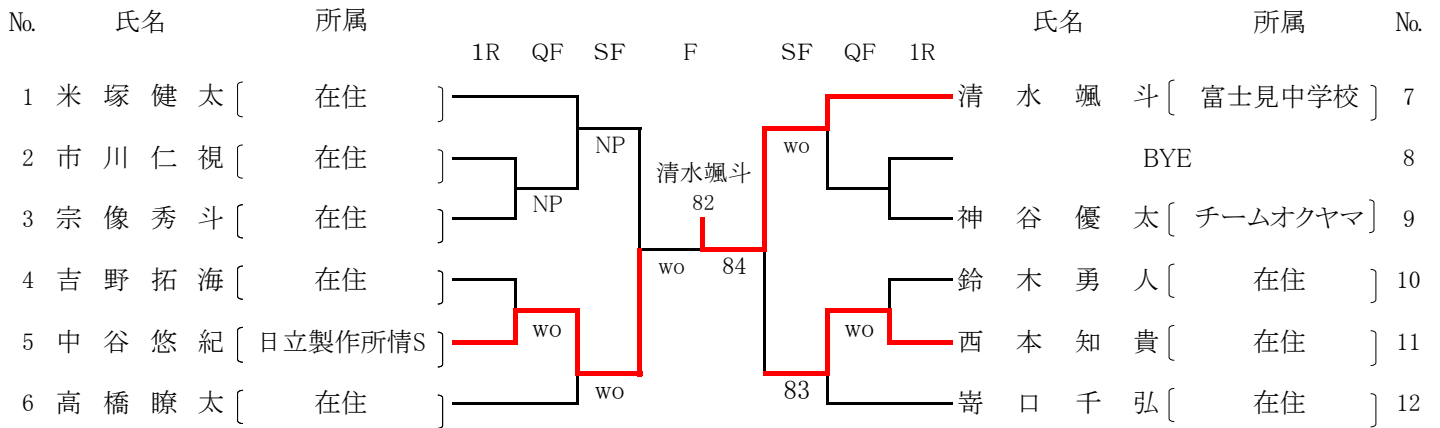 No. 氏名 所属 氏名 所属 No.
1R QF SF F SF QF 1R
1 米塚健太 [ 在住 ] 清水颯斗 [ 富士見中学校 ] 7
NP wo
2 市川仁視 [ 在住 ] BYE 8
清水颯斗
NP 82
3 宗像秀斗 [ 在住 ] 神谷優太 [ チームオクヤマ ] 9
wo 84
4 吉野拓海 [ 在住 ] 鈴木勇人 [ 在住 ] 10
wo wo
5 中谷悠紀 [ 日立製作所情S ] 西本知貴 [ 在住 ] 11
wo 83
6 高橋瞭太 [ 在住 ] 嵜口千弘 [ 在住 ] 12